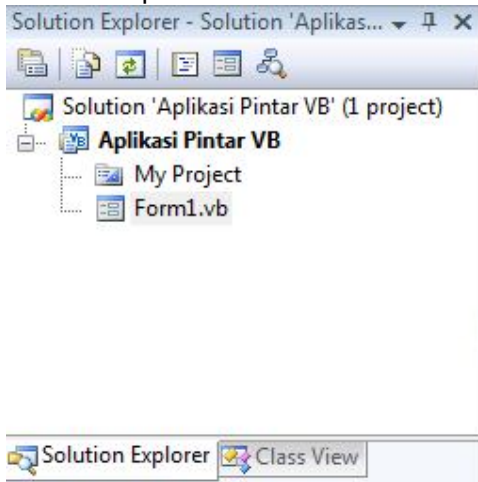 Solution Explorer - Solution 'Aplikas...
Solution 'Aplikasi Pintar VB' (1 project)
Aplikasi Pintar VB
My Project
Form1.vb
Solution Explorer Class View